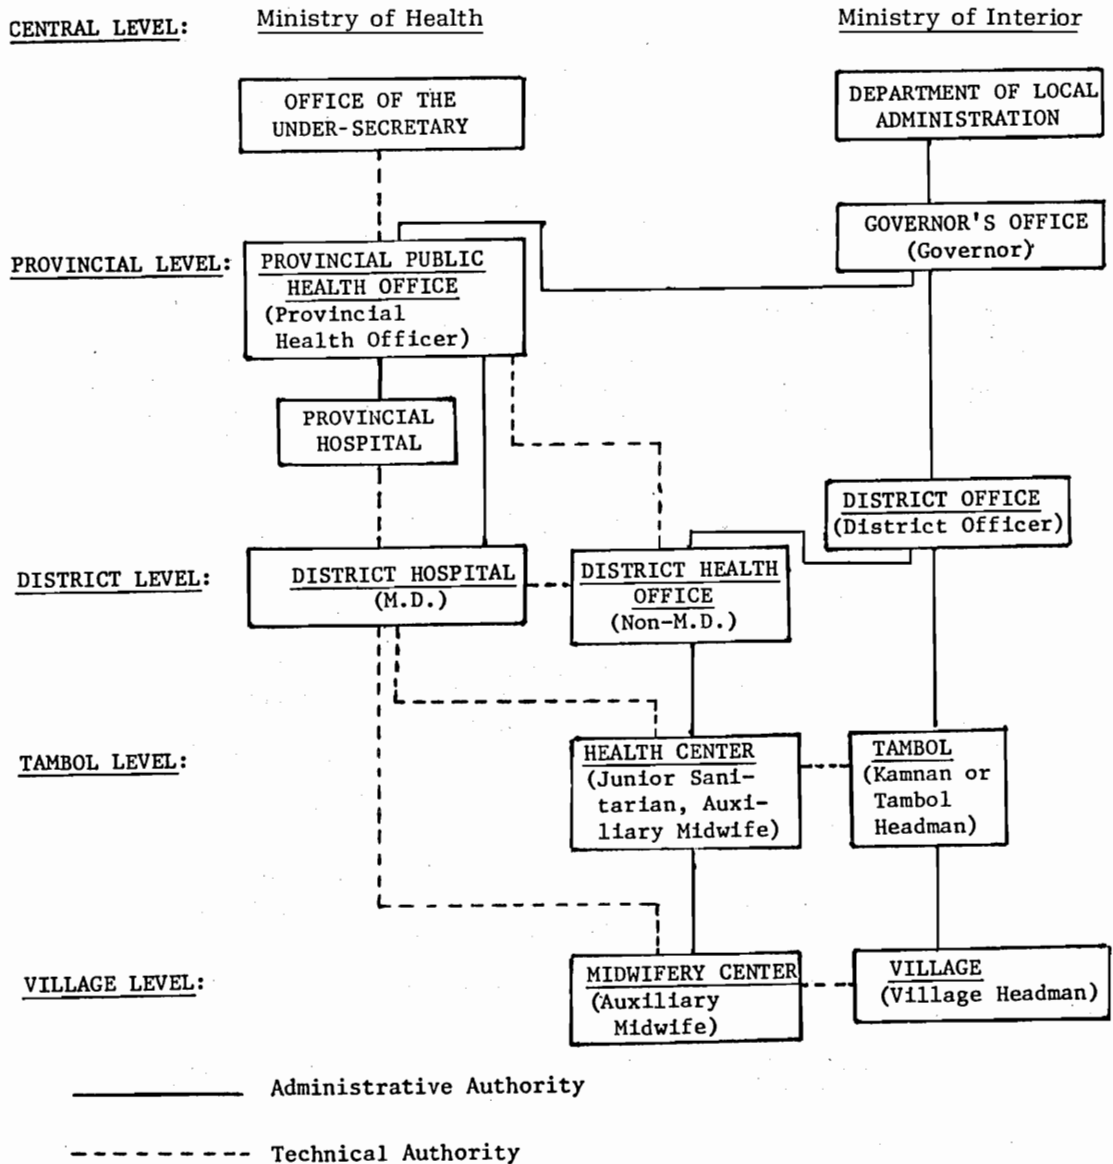 CENTRAL LEVEL:
Ministry of Health
Ministry of Interior
OFFICE OF THE
UNDER-SECRETARY
DEPARTMENT OF LOCAL
ADMINISTRATION
GOVERNOR'S OFFICE
(Governor)
PROVINCIAL LEVEL:
PROVINCIAL PUBLIC
HEALTH OFFICE
(Provincial
Health Officer)
PROVINCIAL
HOSPITAL
DISTRICT OFFICE
(District Officer)
DISTRICT LEVEL:
DISTRICT HOSPITAL
(M.D.)
DISTRICT HEALTH
OFFICE
(Non-M.D.)
TAMBOL LEVEL:
HEALTH CENTER
(Junior Sani-
tarian, Auxi-
liary Midwife)
TAMBOL
(Kamnan or
Tambol
Headman)
VILLAGE LEVEL:
MIDWIFERY CENTER
(Auxiliary
Midwife)
VILLAGE
(Village Headman)
Administrative Authority
Technical Authority